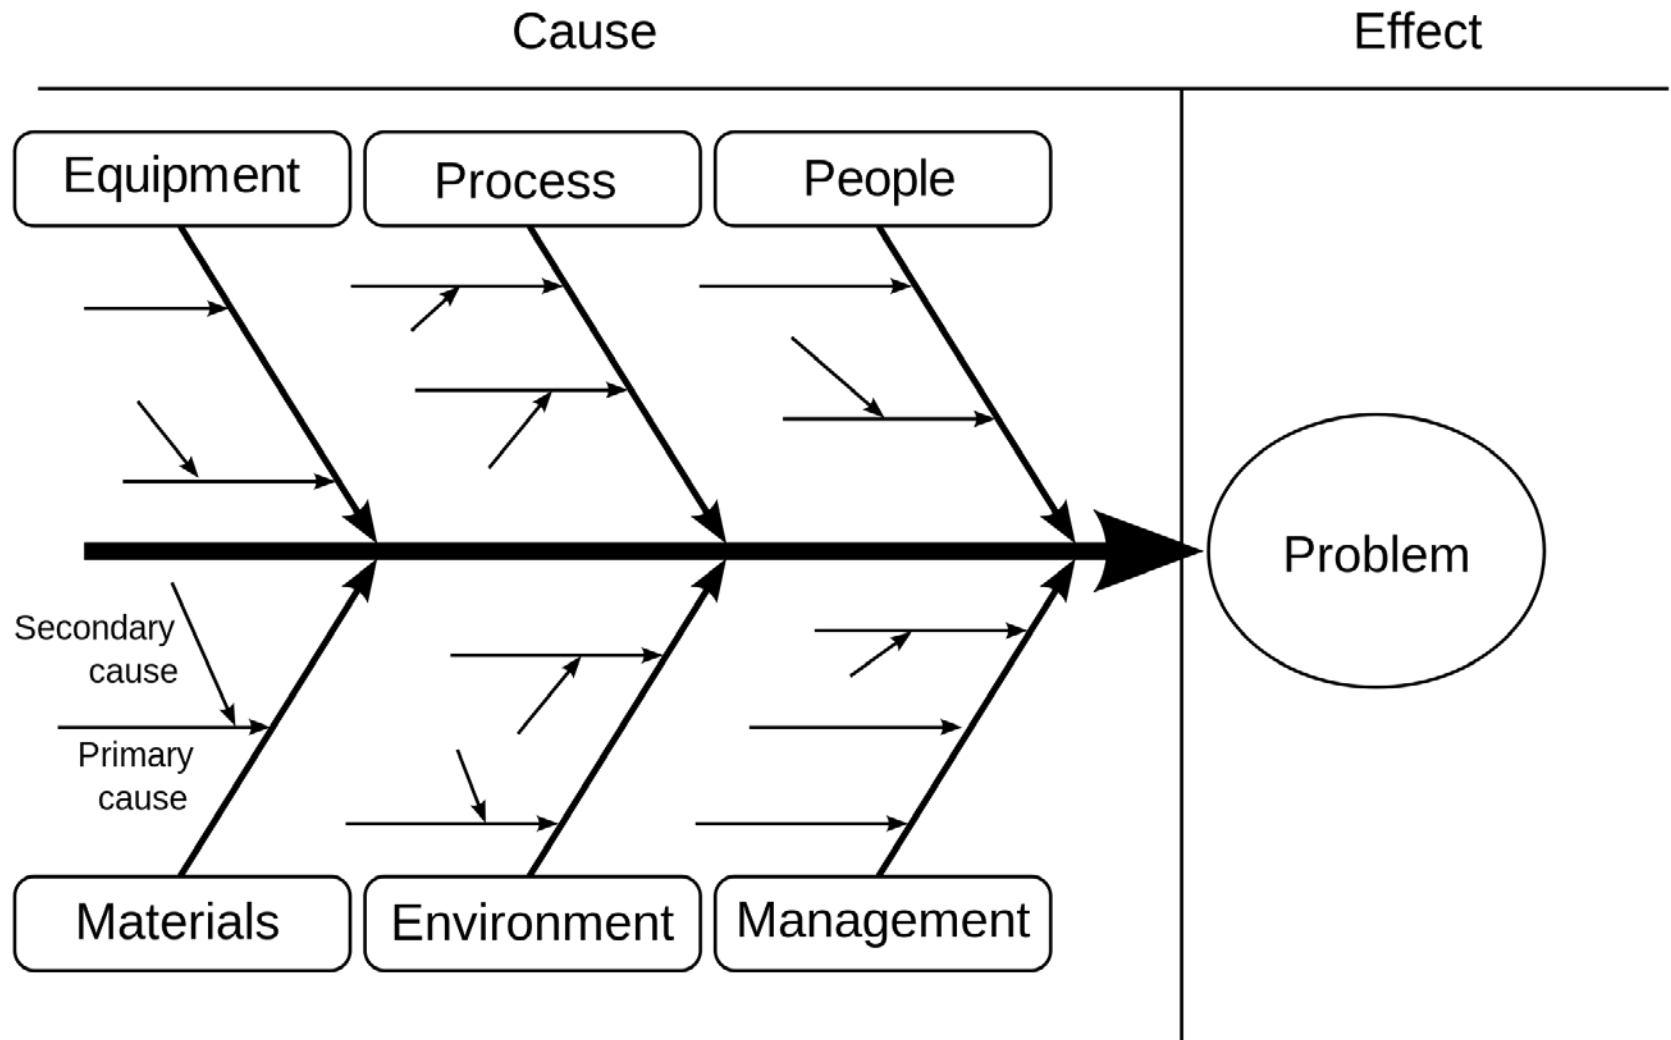 Cause
Effect
Equipment
Process
People
Problem
Secondary
cause
Primary
cause
Materials
Environment
Management